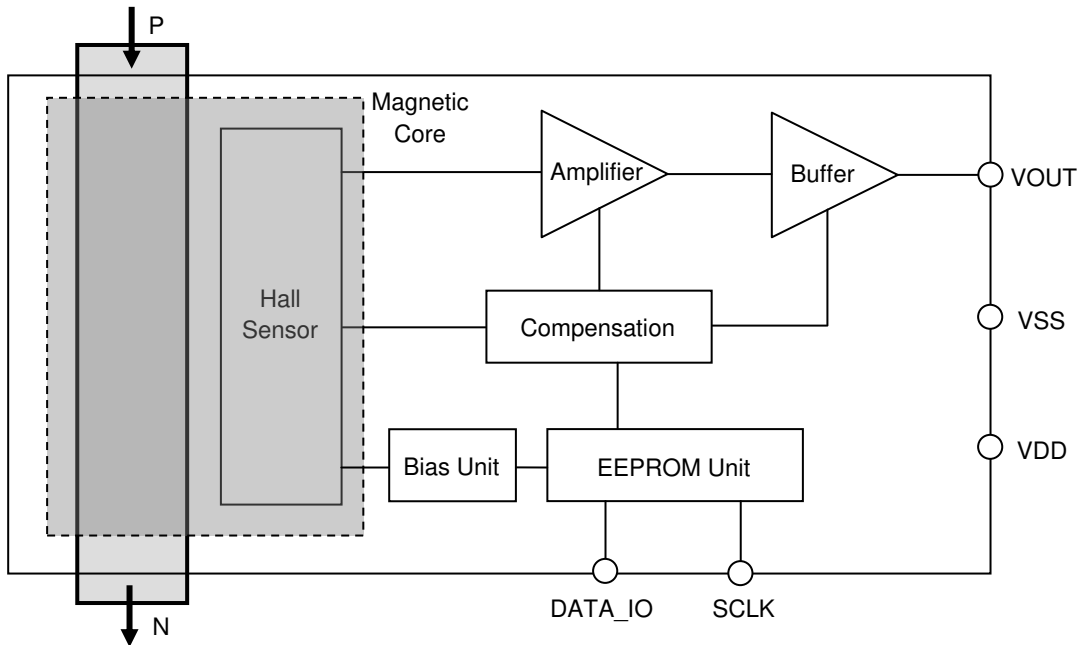 P
Magnetic
Core
Amplifier
Buffer
VOUT
Hall
Sensor
Compensation
VSS
Bias Unit
EEPROM Unit
VDD
DATA_IO
SCLK
N